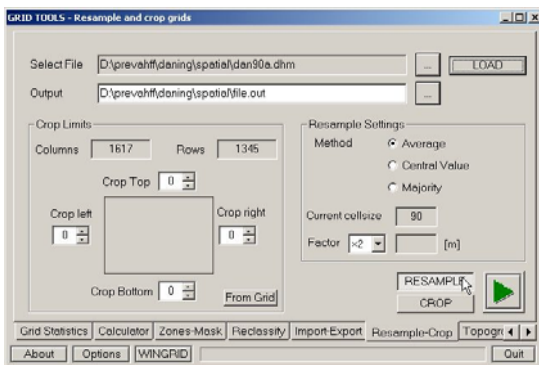 GRID TOOLS - Resample and crop grids
Select File D:\prevahff\daning\spatial\dan90a.dhm ... LOAD
Output D:\prevahff\daning\spatial\file.out ...
Crop Limits
Columns 1617 Rows 1345
Crop Top 0
Crop left
0
Crop right
0
Crop Bottom 0
From Grid
Resample Settings
Method Average
Central Value
Majority
Current cellsize 90
Factor x2 [m]
RESAMPLE
CROP
Grid Statistics Calculator Zones-Mask Reclassify Import-Export Resample-Crop Topogr
About Options WINGRID Quit